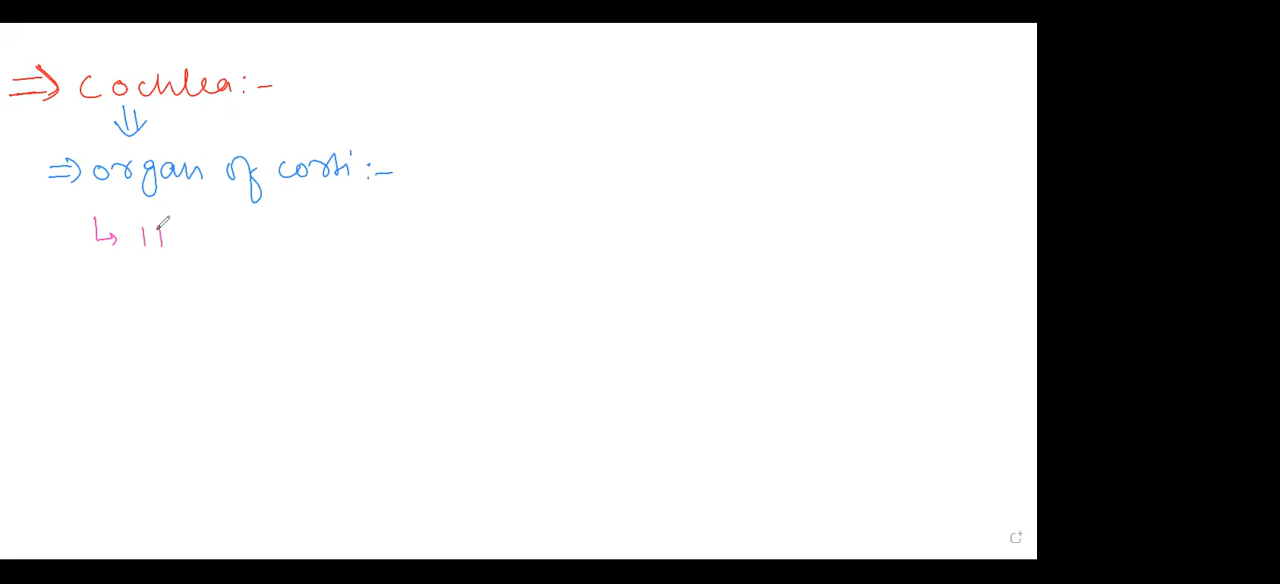 ⇒ Cochlea:-
⇓
⇒ organ of corti:-
↳